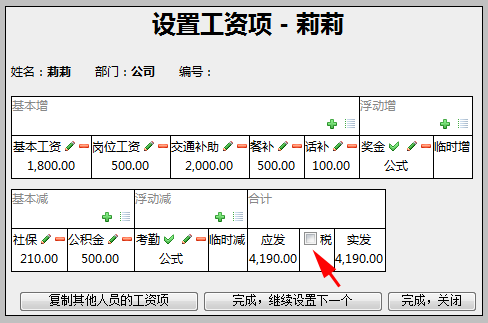 设置工资项 - 莉莉
姓名：莉莉 部门：公司 编号：
基本增 浮动增
基本工资 岗位工资 交通补助 餐补 话补 奖金 临时增
1,800.00 500.00 2,000.00 500.00 100.00 公式
基本减 浮动减 合计
社保 公积金 考勤 临时减 应发 税 实发
210.00 500.00 公式 4,190.00 4,190.00
复制其他人员的工资项 完成，继续设置下一个 完成，关闭